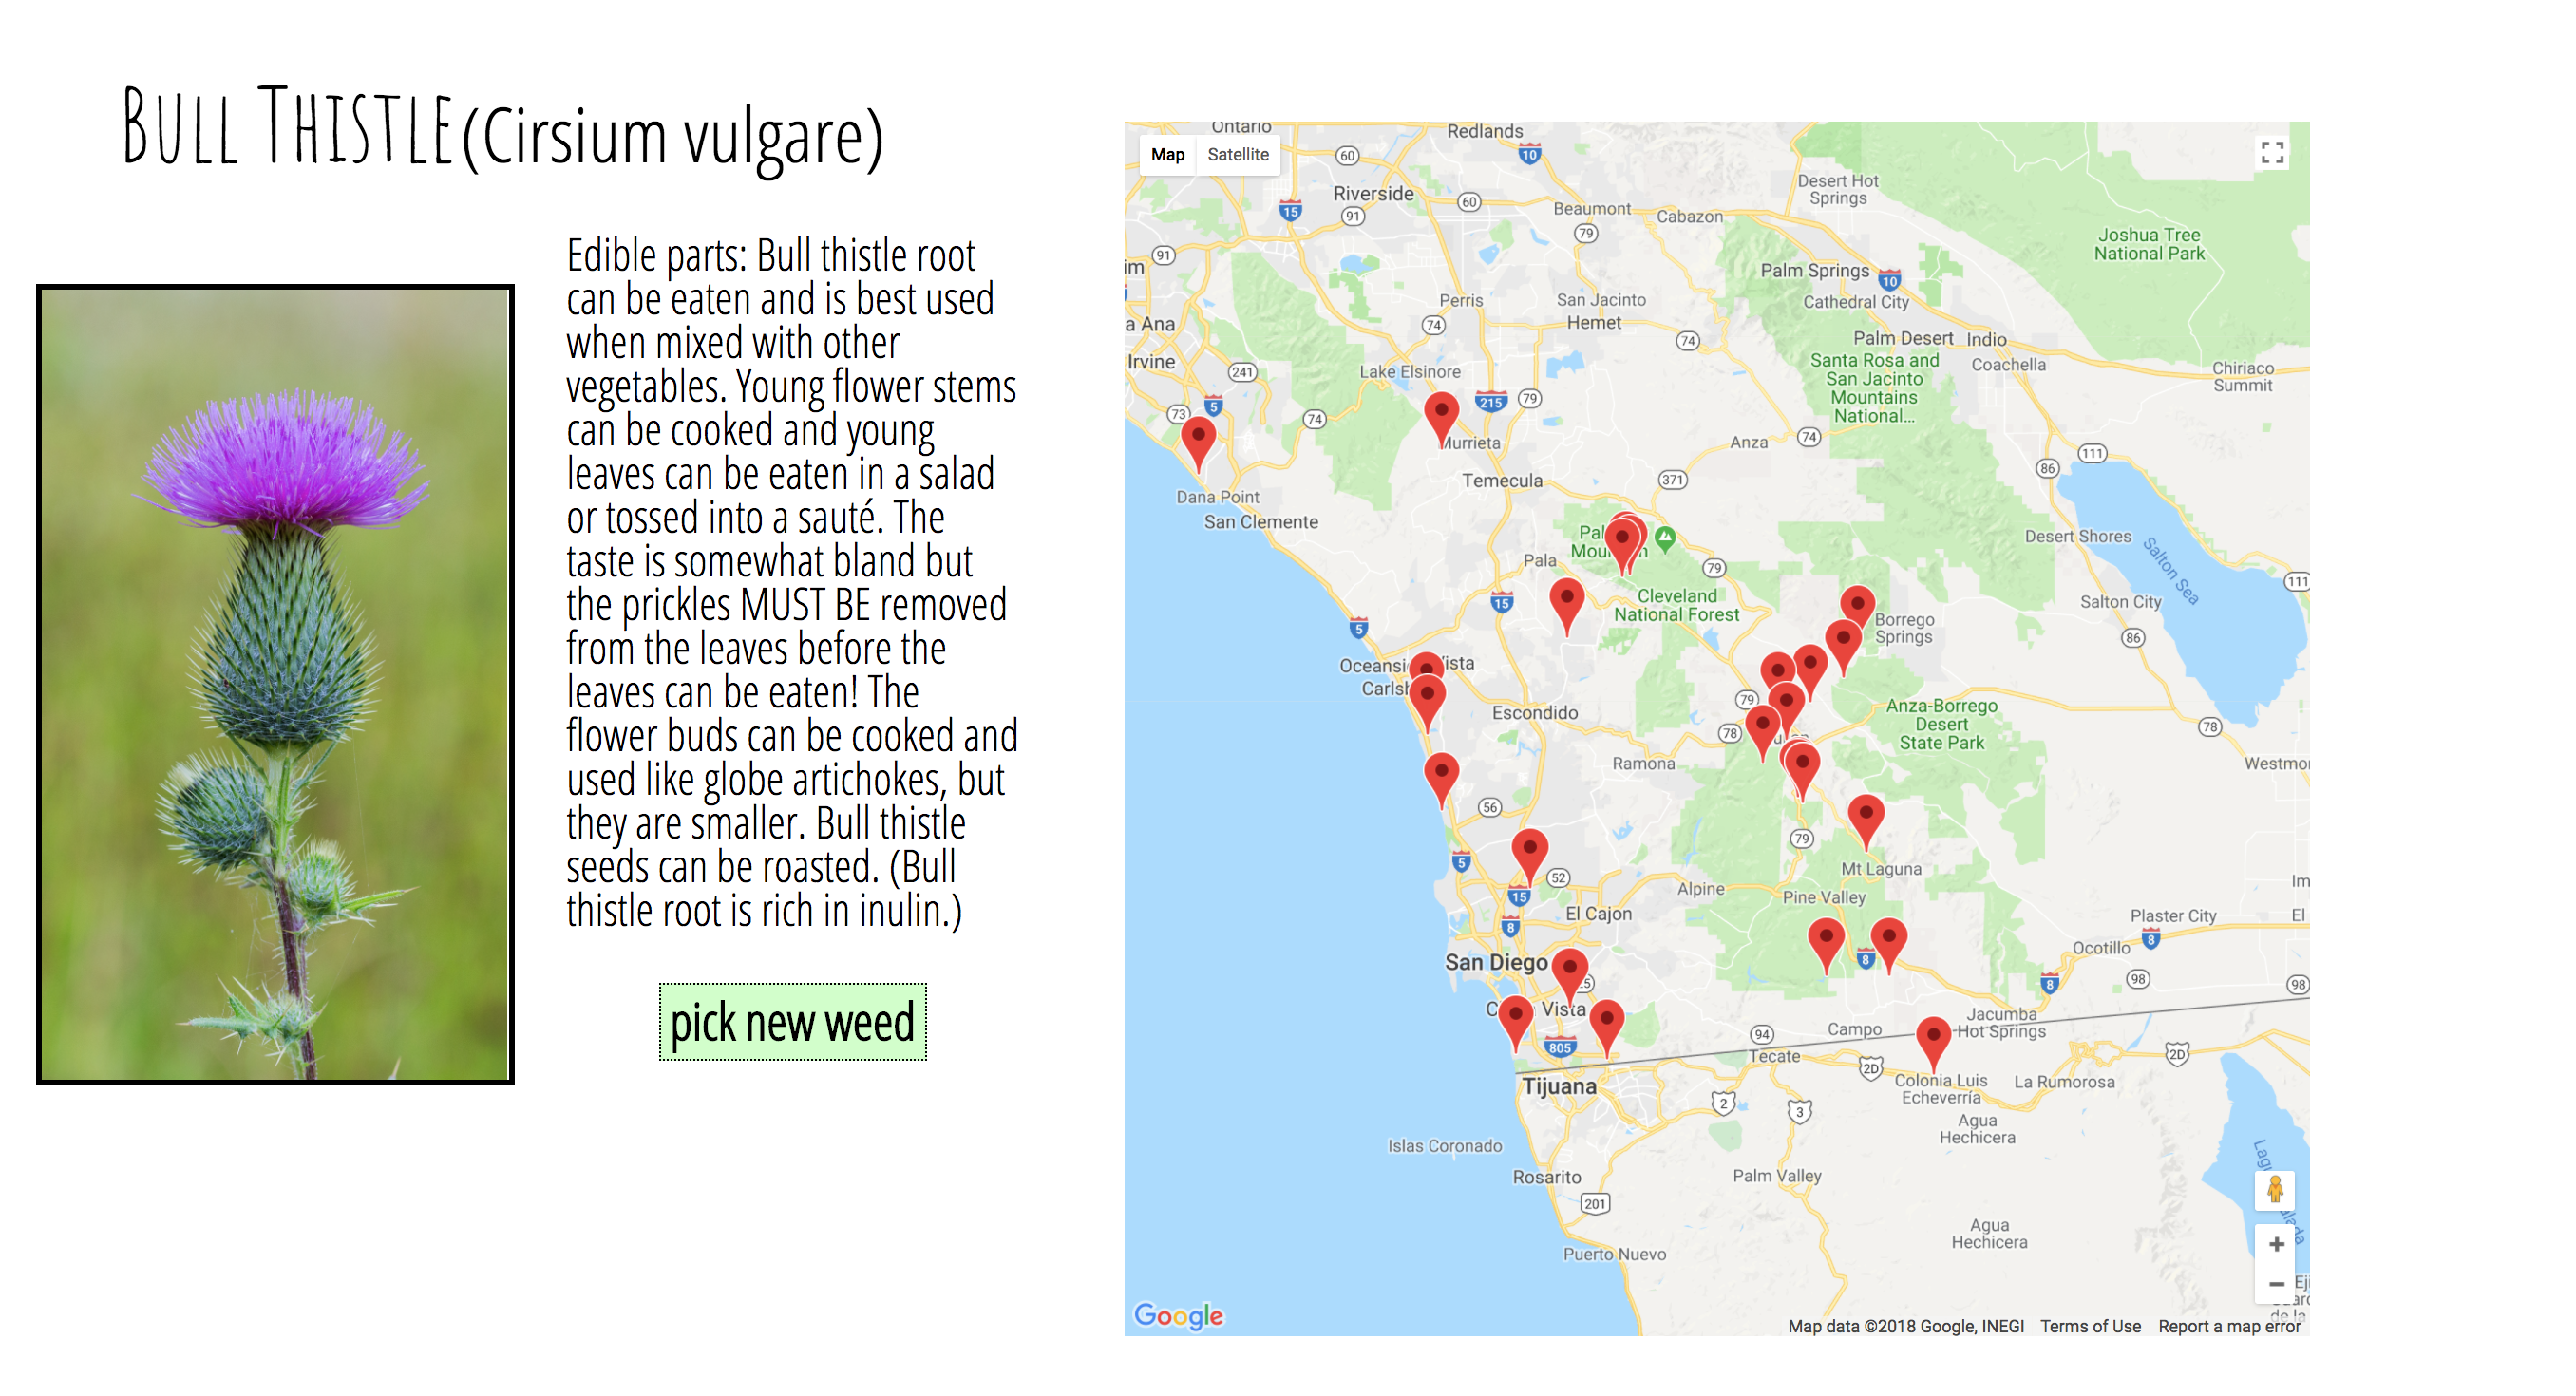 Bull Thistle (Cirsium vulgare)
Edible parts: Bull thistle root
can be eaten and is best used
when mixed with other
vegetables. Young flower stems
can be cooked and young
leaves can be eaten in a salad
or tossed into a sauté. The
taste is somewhat bland but
the prickles MUST BE removed
from the leaves before the
leaves can be eaten! The
flower buds can be cooked and
used like globe artichokes, but
they are smaller. Bull thistle
seeds can be roasted. (Bull
thistle root is rich in inulin.)
pick new weed
Map Satellite
Ontario
Redlands
60
10
Riverside
15
91
60
Desert Hot
Springs
Beaumont
Cabazon
79
Joshua Tree
National Park
91
Palm Springs
10
Cathedral City
Perris
74
San Jacinto
Hemet
74
a Ana
Irvine
241
Palm Desert
Indio
Coachella
Santa Rosa and
San Jacinto
Mountains
National...
Chiriaco
Summit
Lake Elsinore
215
79
73
5
74
Murrieta
Anza
74
111
86
Temecula
371
Dana Point
San Clemente
Pala
79
Desert Shores
Salton Sea
111
15
Cleveland
National Forest
Salton City
86
Borrego
Springs
5
Escondido
79
78
Anza-Borrego
Desert
State Park
78
Ramona
Westmo
56
79
5
52
15
Mt Laguna
Alpine
Pine Valley
El Cajon
8
Plaster City
El
8
Ocotillo
San Diego
8
8
98
98
Vista
805
94
Campo
Jacumba
Hot Springs
Tecate
2D
2D
Tijuana
Colonia Luis
Echeverría
La Rumorosa
2
3
Agua
Hechicera
Islas Coronado
Rosarito
Palm Valley
201
Agua
Hechicera
Puerto Nuevo
Google
Map data ©2018 Google, INEGI Terms of Use Report a map error